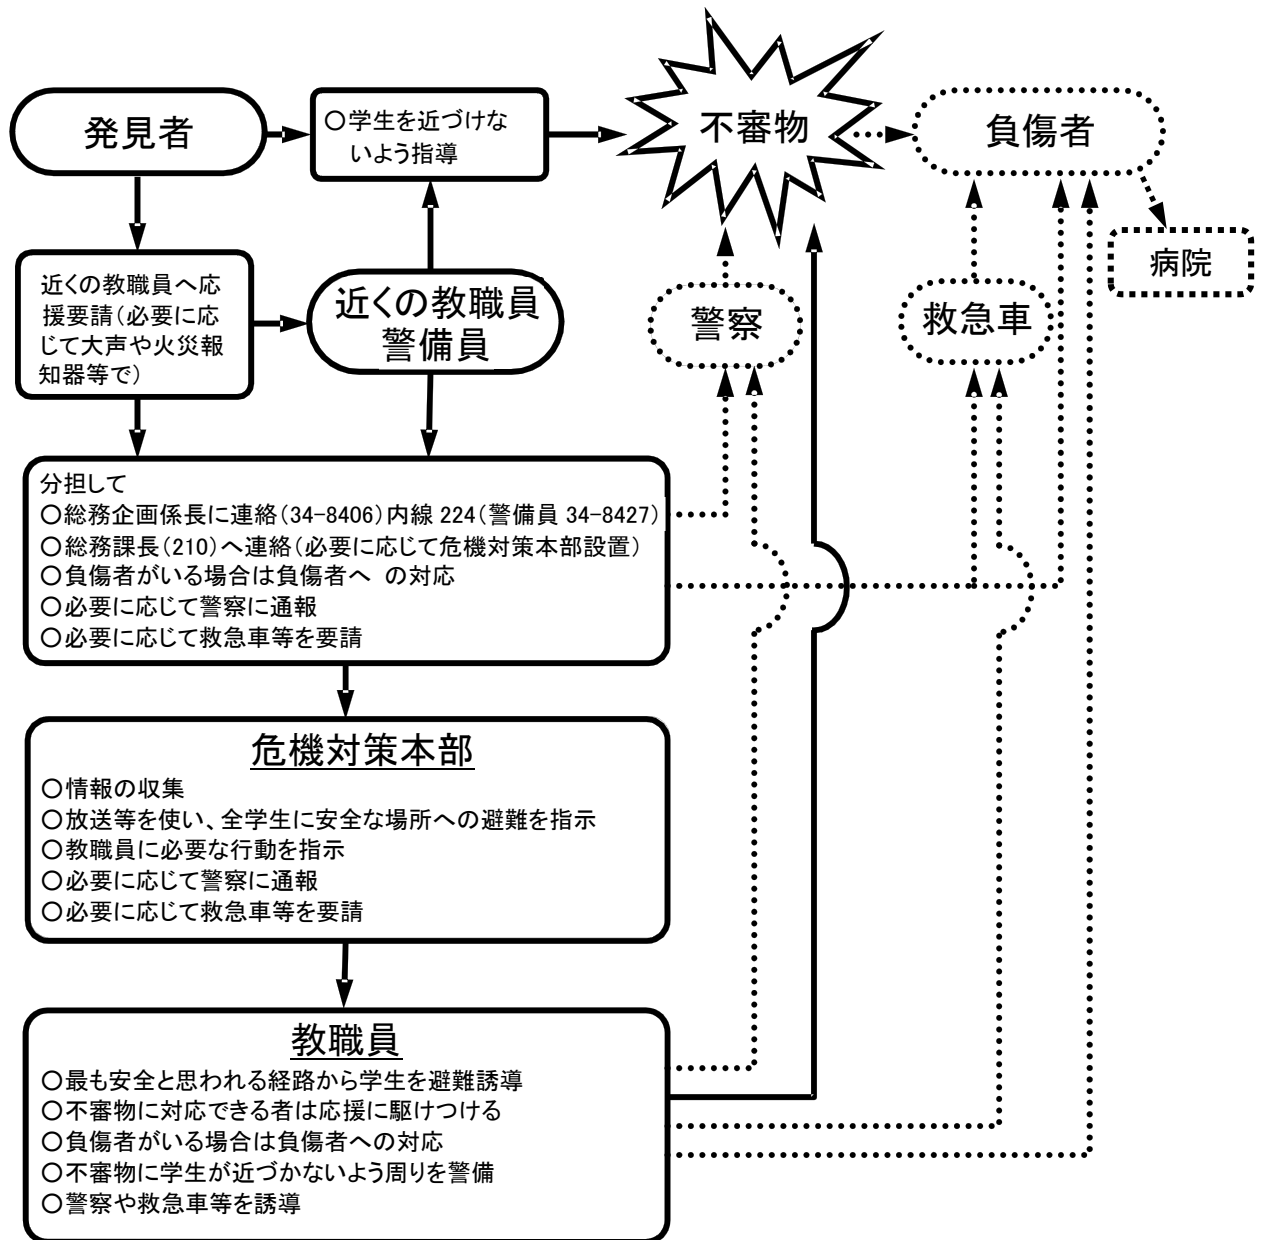 発見者
〇学生を近づけな
いよう指導
不審物
負傷者
病院
近くの教職員へ応
援要請(必要に応
じて大声や火災報
知器等で)
近くの教職員
警備員
警察
救急車
分担して
〇総務企画係長に連絡(34-8406)内線 224(警備員 34-8427)
〇総務課長(210)へ連絡(必要に応じて危機対策本部設置)
〇負傷者がいる場合は負傷者へ の対応
〇必要に応じて警察に通報
〇必要に応じて救急車等を要請
危機対策本部
〇情報の収集
〇放送等を使い、全学生に安全な場所への避難を指示
〇教職員に必要な行動を指示
〇必要に応じて警察に通報
〇必要に応じて救急車等を要請
教職員
〇最も安全と思われる経路から学生を避難誘導
〇不審物に対応できる者は応援に駆けつける
〇負傷者がいる場合は負傷者への対応
〇不審物に学生が近づかないよう周りを警備
〇警察や救急車等を誘導